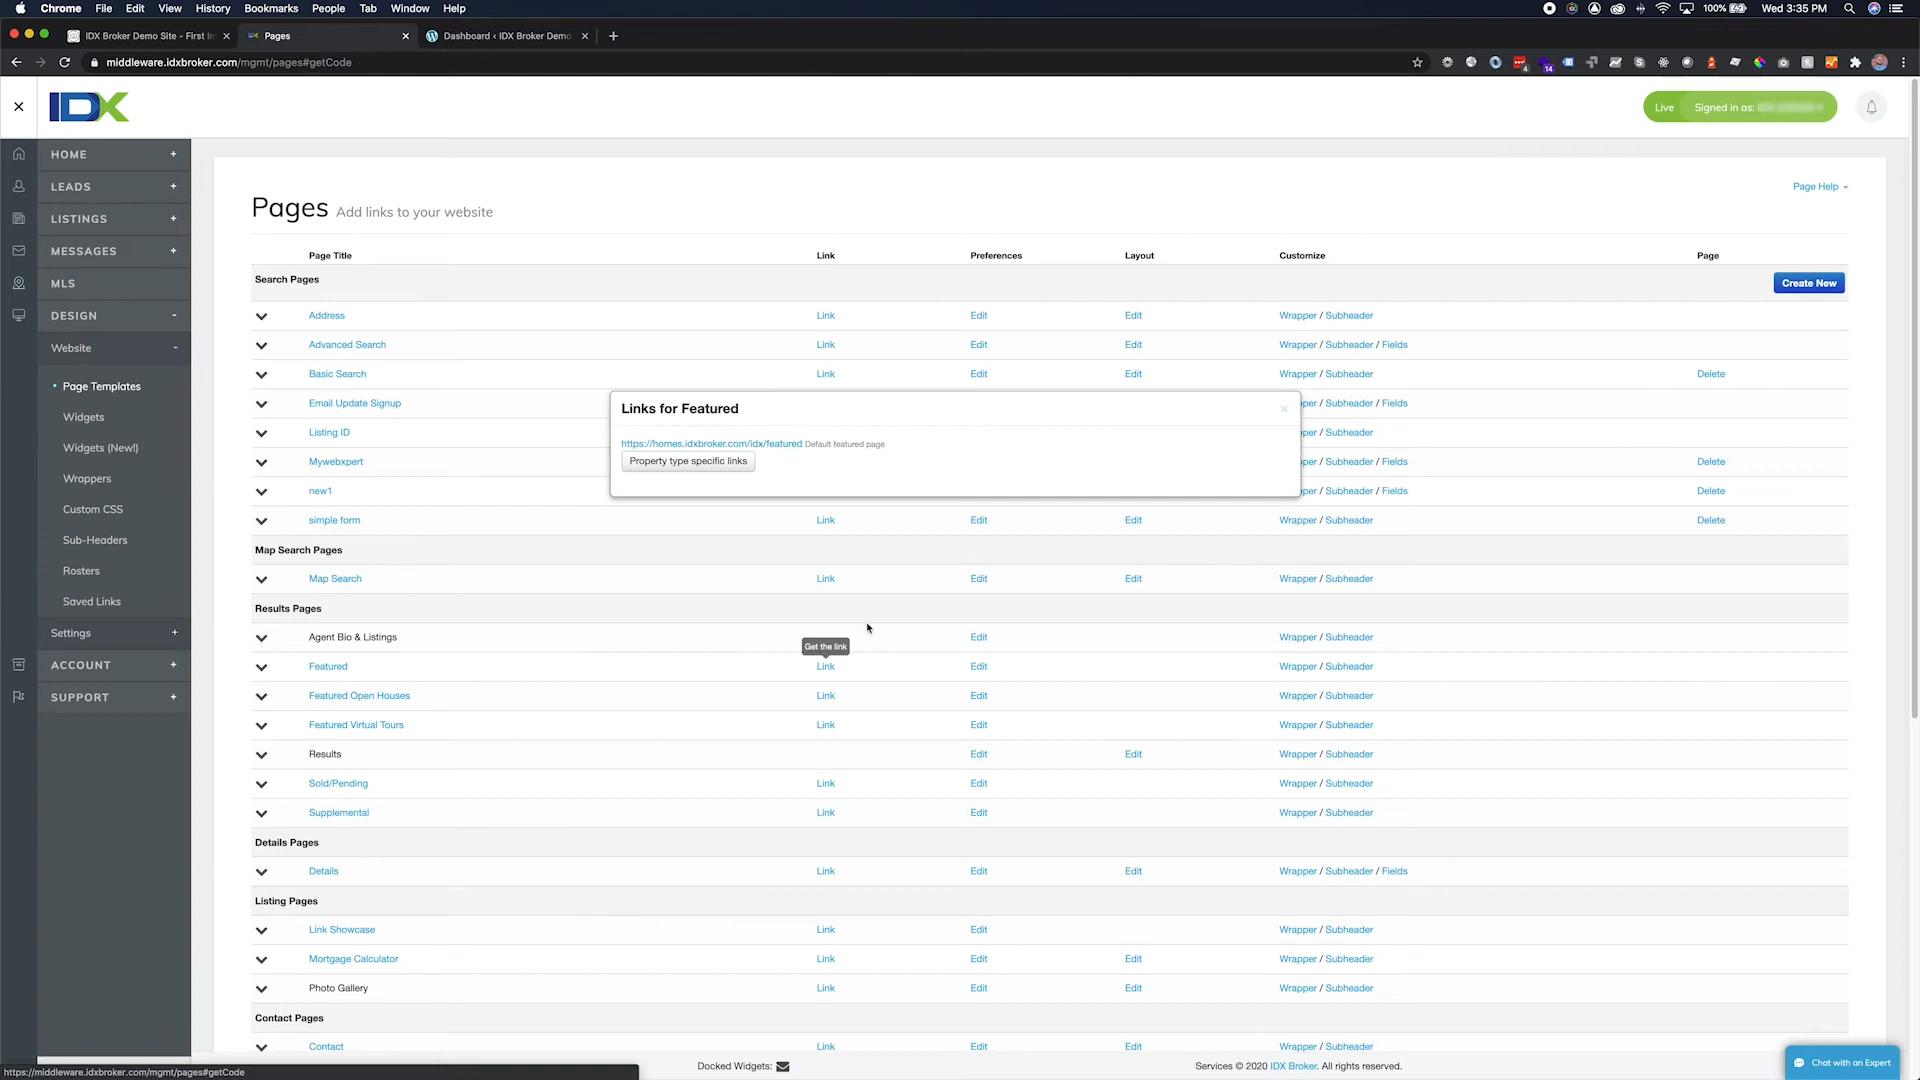 Chrome File Edit View History Bookmarks People Tab Window Help 100% Wed 3:35 PM
IDX Broker Demo Site - First In Pages Dashboard ‹ IDX Broker Demo
middleware.idxbroker.com/mgmt/pages#getCode 4 14
IDX Live Signed in as:
HOME +
LEADS +
LISTINGS +
MESSAGES +
MLS
DESIGN -
Website -
Page Templates
Widgets
Widgets (New!)
Wrappers
Custom CSS
Sub-Headers
Rosters
Saved Links
Settings +
ACCOUNT +
SUPPORT +
Page Help
Pages Add links to your website
Page Title Link Preferences Layout Customize Page
Search Pages Create New
Address Link Edit Edit Wrapper / Subheader
Advanced Search Link Edit Edit Wrapper / Subheader / Fields
Basic Search Link Edit Edit Wrapper / Subheader Delete
Email Update Signup per / Subheader / Fields
Listing ID per / Subheader
Mywebxpert per / Subheader / Fields Delete
new1 per / Subheader / Fields Delete
Links for Featured ×
https://homes.idxbroker.com/idx/featured Default featured page
Property type specific links
simple form Link Edit Edit Wrapper / Subheader Delete
Map Search Pages
Map Search Link Edit Edit Wrapper / Subheader
Results Pages
Agent Bio & Listings Edit Wrapper / Subheader
Get the link
Featured Link Edit Wrapper / Subheader
Featured Open Houses Link Edit Wrapper / Subheader
Featured Virtual Tours Link Edit Wrapper / Subheader
Results Edit Edit Wrapper / Subheader
Sold/Pending Link Edit Wrapper / Subheader
Supplemental Link Edit Wrapper / Subheader
Details Pages
Details Link Edit Edit Wrapper / Subheader / Fields
Listing Pages
Link Showcase Link Edit Wrapper / Subheader
Mortgage Calculator Link Edit Edit Wrapper / Subheader
Photo Gallery Link Edit Edit Wrapper / Subheader
Contact Pages
Contact Link Edit Edit Wrapper / Subheader
Docked Widgets: Services © 2020 IDX Broker. All rights reserved.
Chat with an Expert
https://middleware.idxbroker.com/mgmt/pages#getCode